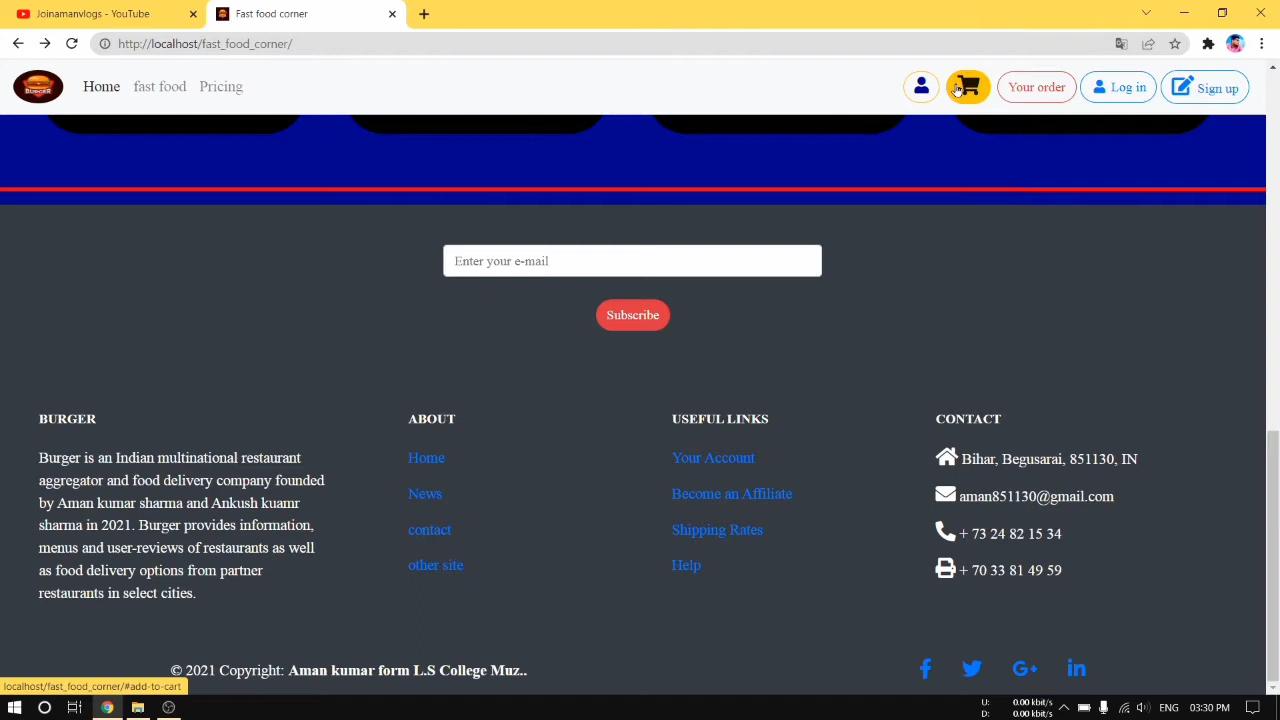 Joinamanvlogs - YouTube
Fast food corner
http://localhost/fast_food_corner/
BURGER
Home
fast food
Pricing
Your order
Log in
Sign up
Enter your e-mail
Subscribe
BURGER
Burger is an Indian multinational restaurant
aggregator and food delivery company founded
by Aman kumar sharma and Ankush kuamr
sharma in 2021. Burger provides information,
menus and user-reviews of restaurants as well
as food delivery options from partner
restaurants in select cities.
ABOUT
Home
News
contact
other site
USEFUL LINKS
Your Account
Become an Affiliate
Shipping Rates
Help
CONTACT
Bihar, Begusarai, 851130, IN
aman851130@gmail.com
+ 73 24 82 15 34
+ 70 33 81 49 59
© 2021 Copyright: Aman kumar form L.S College Muz..
localhost/fast_food_corner/#add-to-cart
U: 0.00 kbit/s
D: 0.00 kbit/s
ENG
03:30 PM